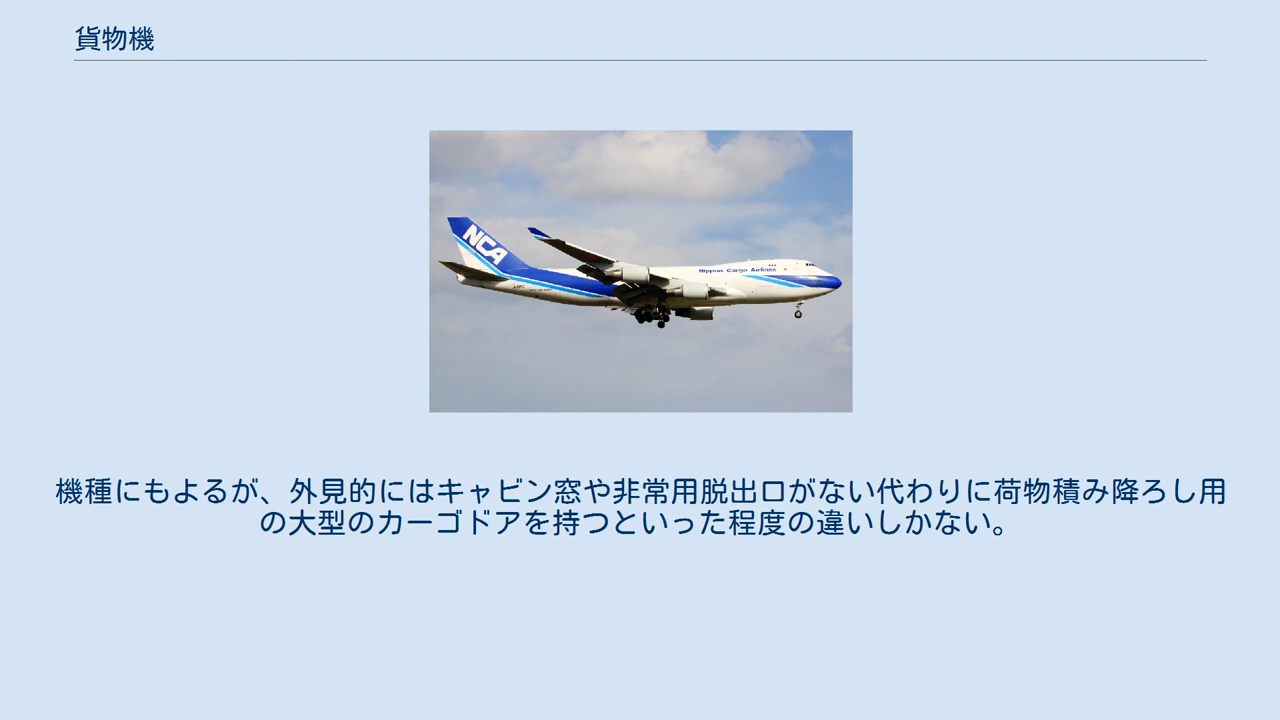 貨物機
NCA
Nippon Cargo Airlines
機種にもよるが、外見的にはキャビン窓や非常用脱出口がない代わりに荷物積み降ろし用
の大型のカーゴドアを持つといった程度の違いしかない。